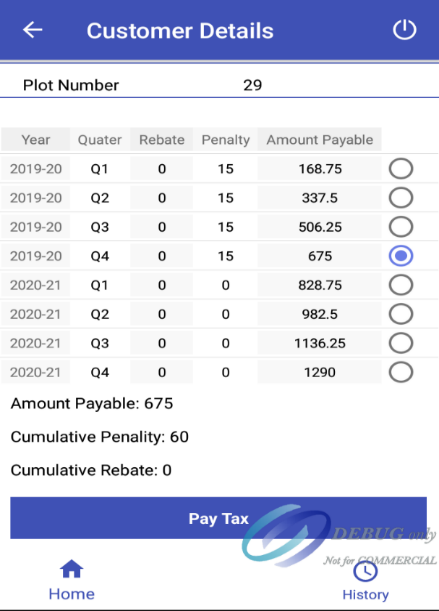 Customer Details
Plot Number 29
Year Quater Rebate Penalty Amount Payable
2019-20 Q1 0 15 168.75
2019-20 Q2 0 15 337.5
2019-20 Q3 0 15 506.25
2019-20 Q4 0 15 675
2020-21 Q1 0 0 828.75
2020-21 Q2 0 0 982.5
2020-21 Q3 0 0 1136.25
2020-21 Q4 0 0 1290
Amount Payable: 675
Cumulative Penality: 60
Cumulative Rebate: 0
Pay Tax
DEBUG only
Not for COMMERCIAL
Home History